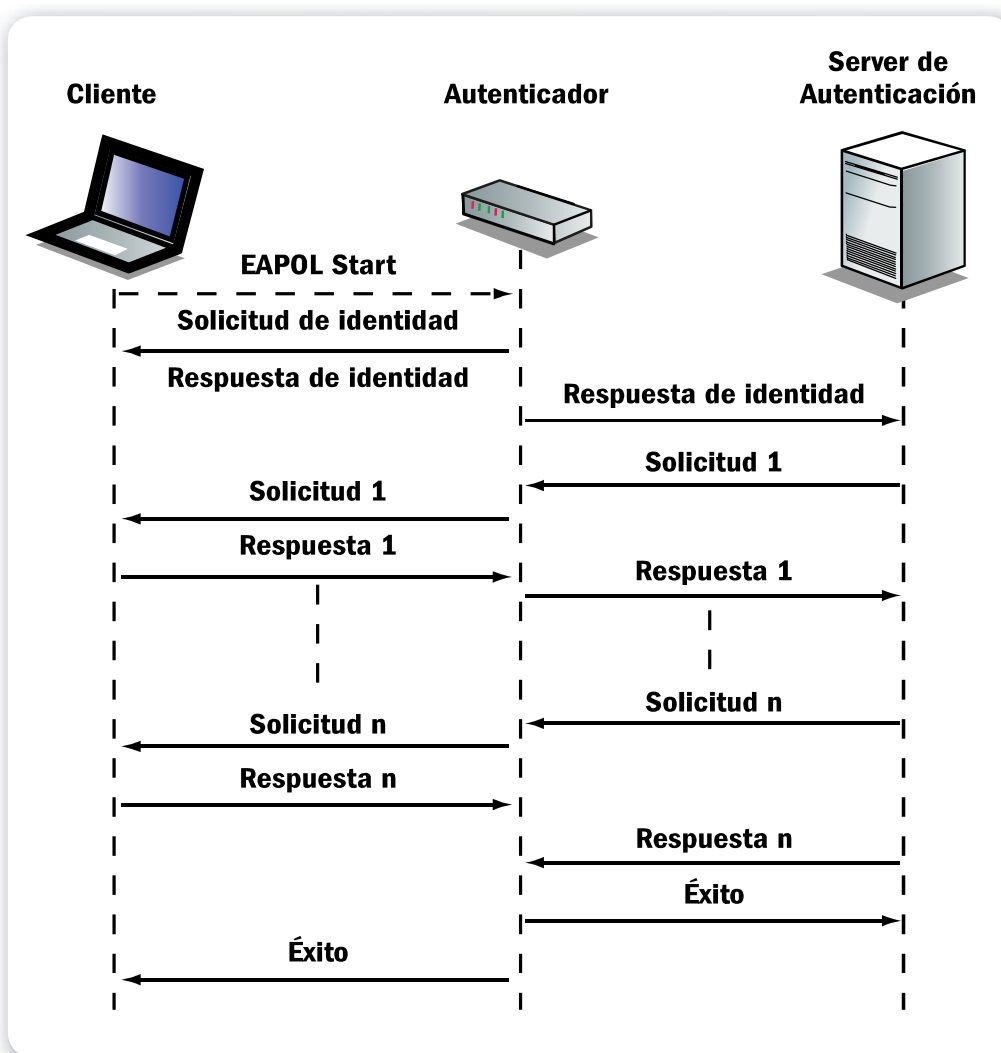 Cliente
Autenticador
Server de
Autenticación
EAPOL Start
Solicitud de identidad
Respuesta de identidad
Respuesta de identidad
Solicitud 1
Solicitud 1
Respuesta 1
Respuesta 1
Solicitud n
Solicitud n
Respuesta n
Respuesta n
Éxito
Éxito